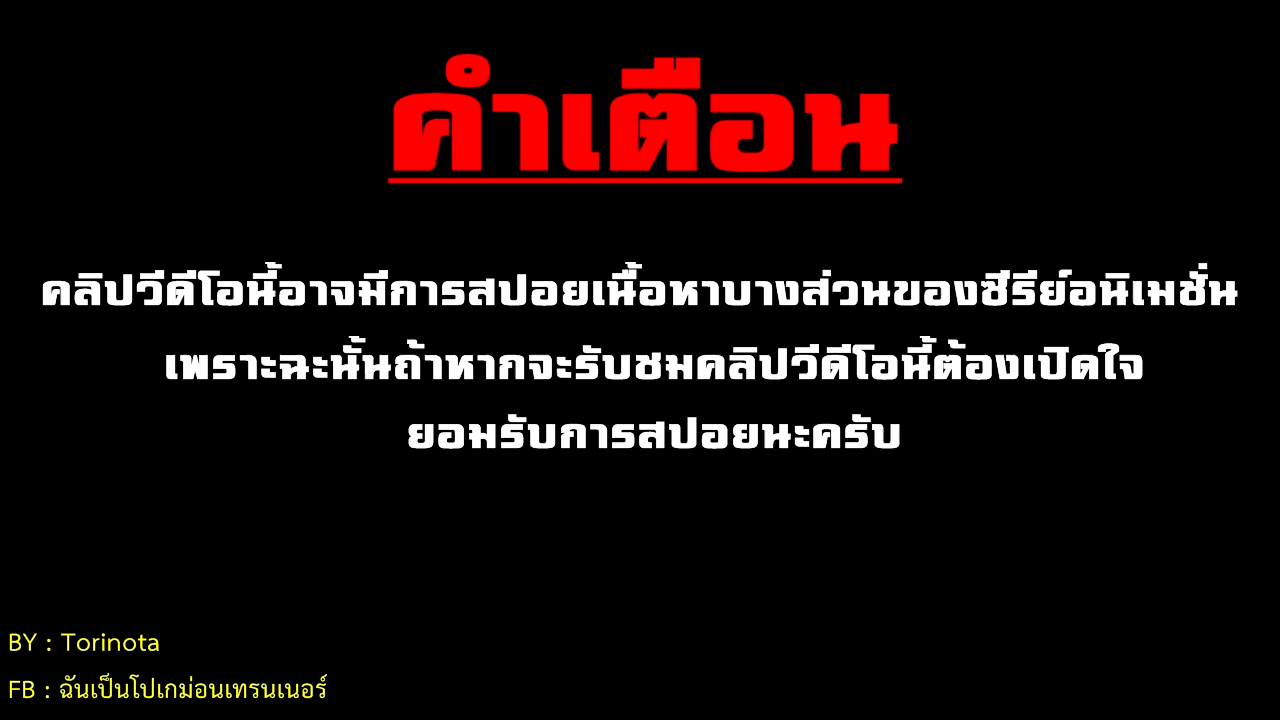 คำเตือน
คลิปวีดีโอนี้อาจมีการสปอยเนื้อหาบางส่วนของซีรีย์อนิเมชั่น
เพราะฉะนั้นถ้าหากจะรับชมคลิปวีดีโอนี้ต้องเปิดใจ
ยอมรับการสปอยนะครับ
BY : Torinota
FB : ฉันเป็นโปเกม่อนเทรนเนอร์